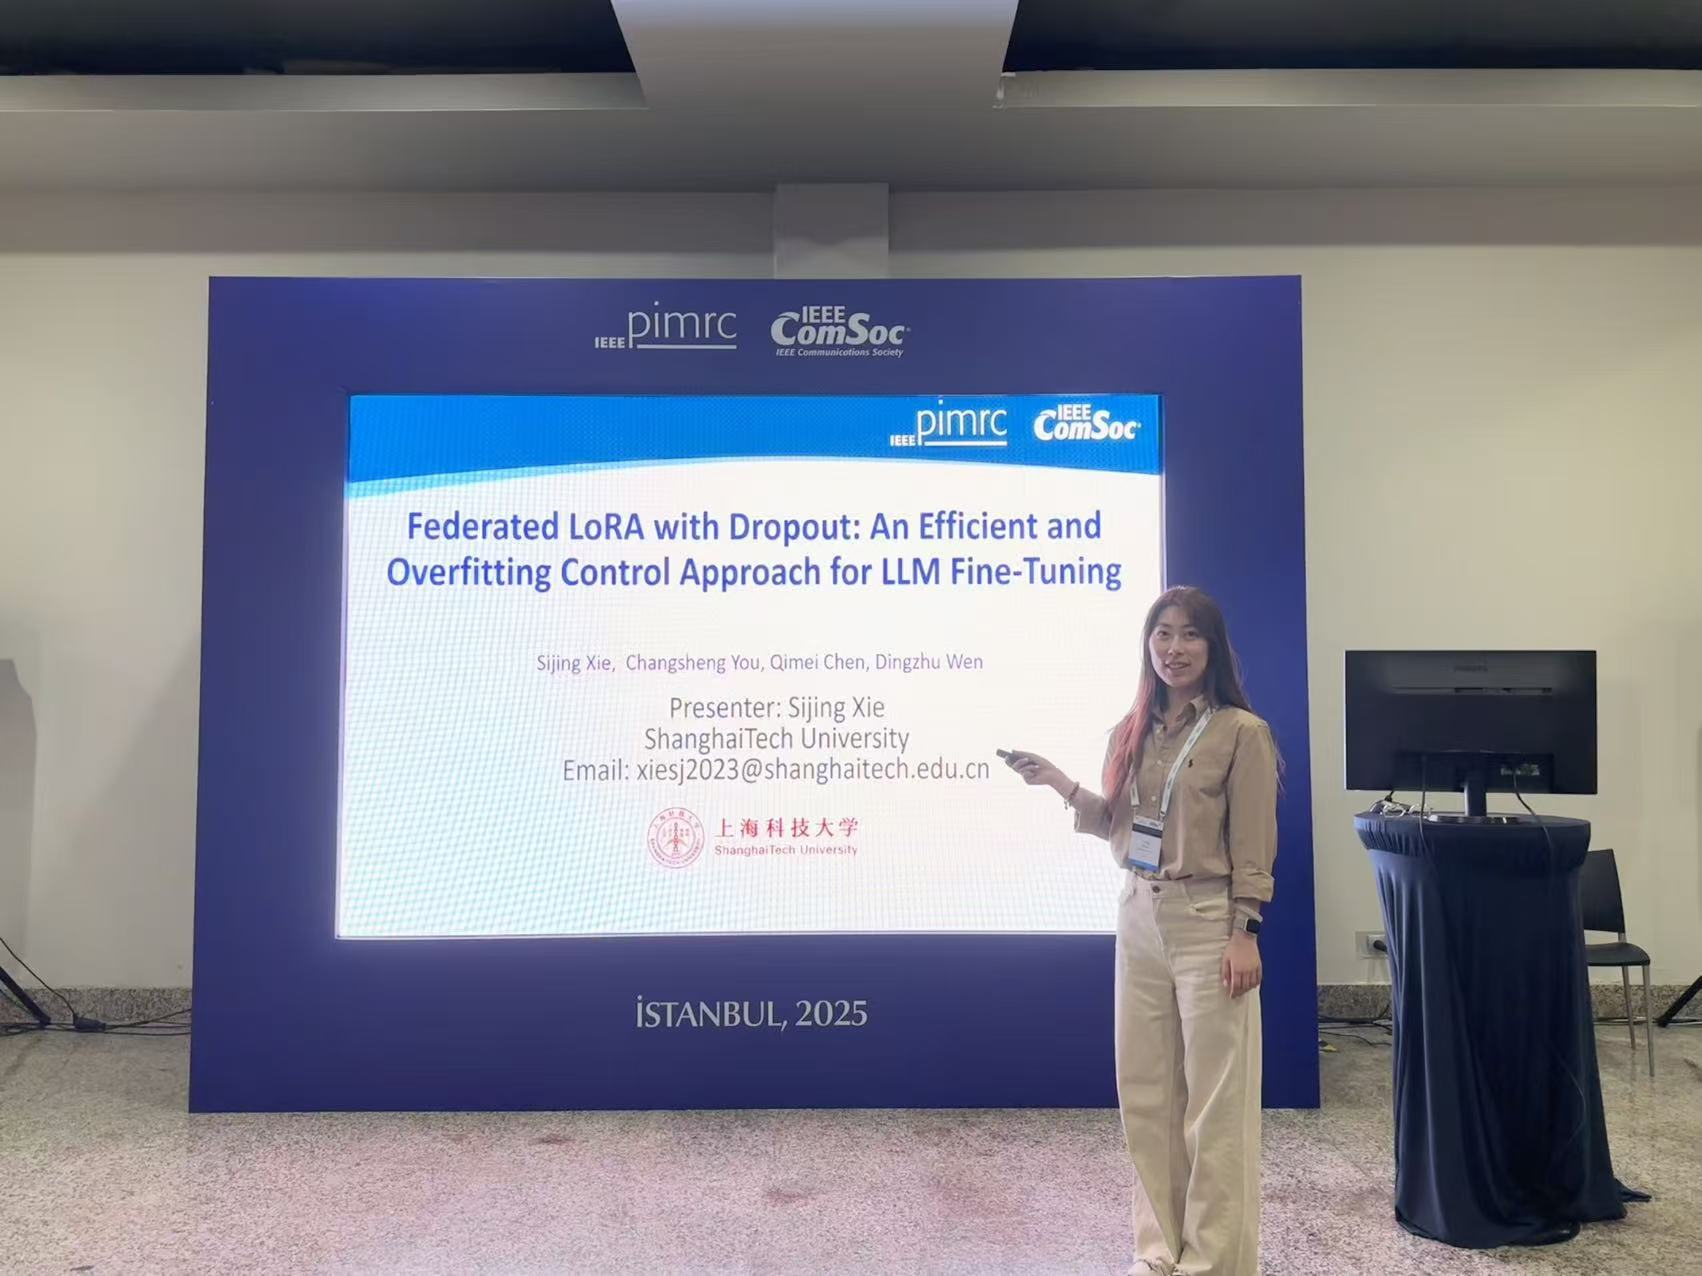 IEEE pimrc
IEEE ComSoc
IEEE Communications Society
IEEE pimrc
IEEE ComSoc
Federated LoRA with Dropout: An Efficient and
Overfitting Control Approach for LLM Fine-Tuning
Sijing Xie, Changsheng You, Qimei Chen, Dingzhu Wen
Presenter: Sijing Xie
ShanghaiTech University
Email: xiesj2023@shanghaitech.edu.cn
上海科技大学
ShanghaiTech University
İSTANBUL, 2025